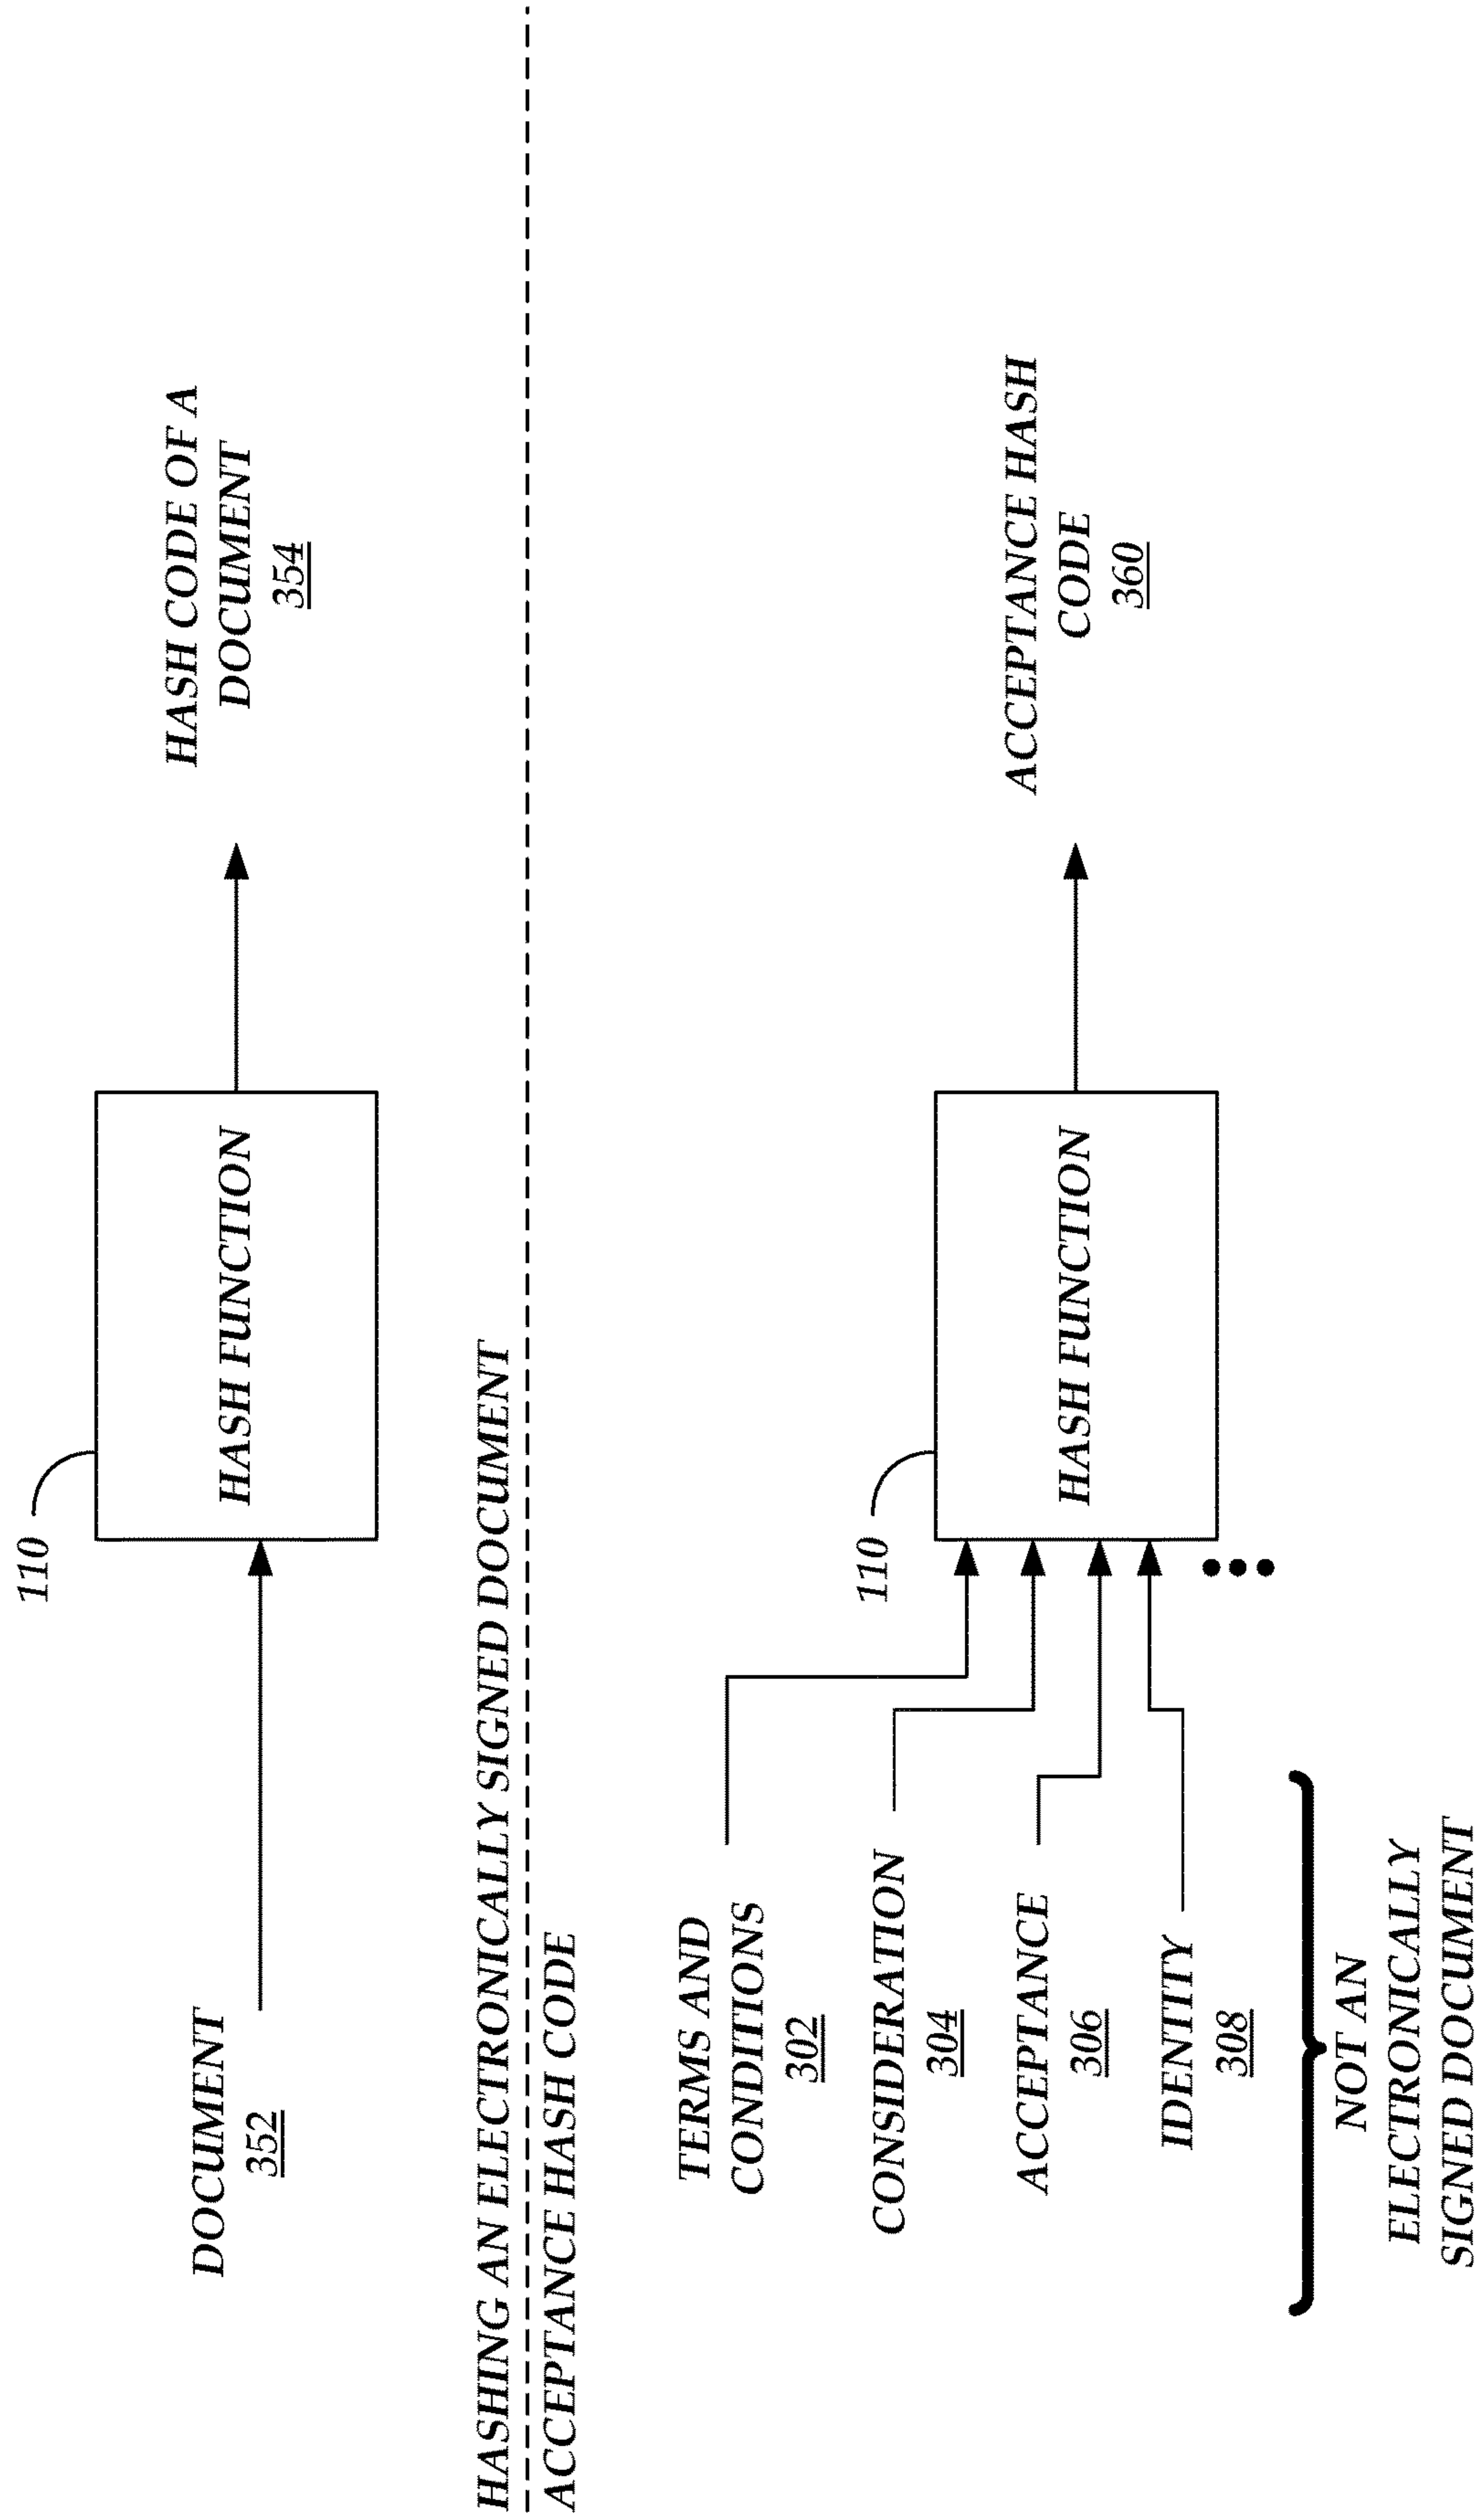 110
DOCUMENT
352
HASH FUNCTION
HASH CODE OF A
DOCUMENT
354
HASHING AN ELECTRONICALLY SIGNED DOCUMENT
ACCEPTANCE HASH CODE
TERMS AND
CONDITIONS
302
CONSIDERATION
304
ACCEPTANCE
306
IDENTITY
308
110
HASH FUNCTION
ACCEPTANCE HASH
CODE
360
NOT AN
ELECTRONICALLY
SIGNED DOCUMENT